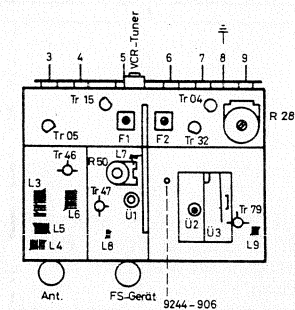 VCR-Tuner
3 4 5 6 7 8 9
Tr 15 Tr 04
R 28
Tr 05 F1 F2 Tr 32
Tr 46 L7
R50
L3 L6 Tr 47 Ü1 Ü2 Ü3 Tr 79
L5
L4 L8 L9
Ant. FS-Gerät
9244-906